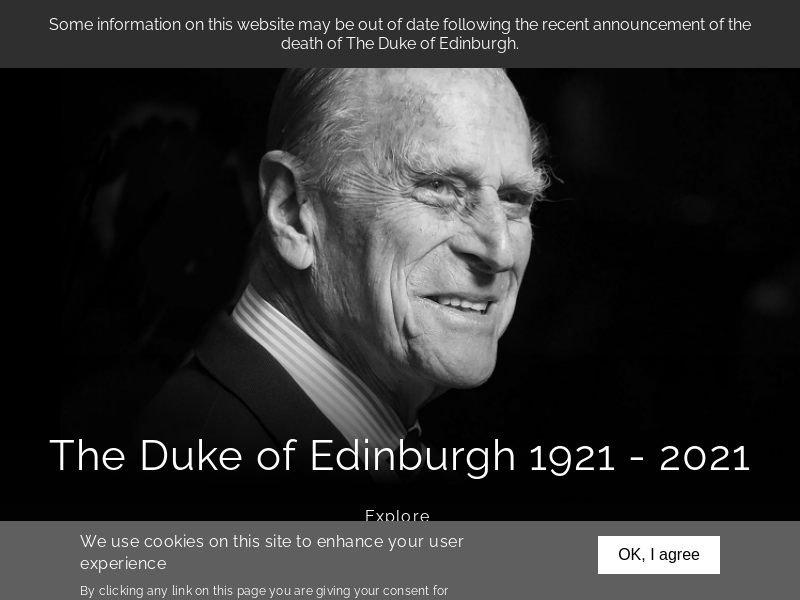 Some information on this website may be out of date following the recent announcement of the
death of The Duke of Edinburgh.
The Duke of Edinburgh 1921 - 2021
Explore
We use cookies on this site to enhance your user
experience
OK, I agree
By clicking any link on this page you are giving your consent for